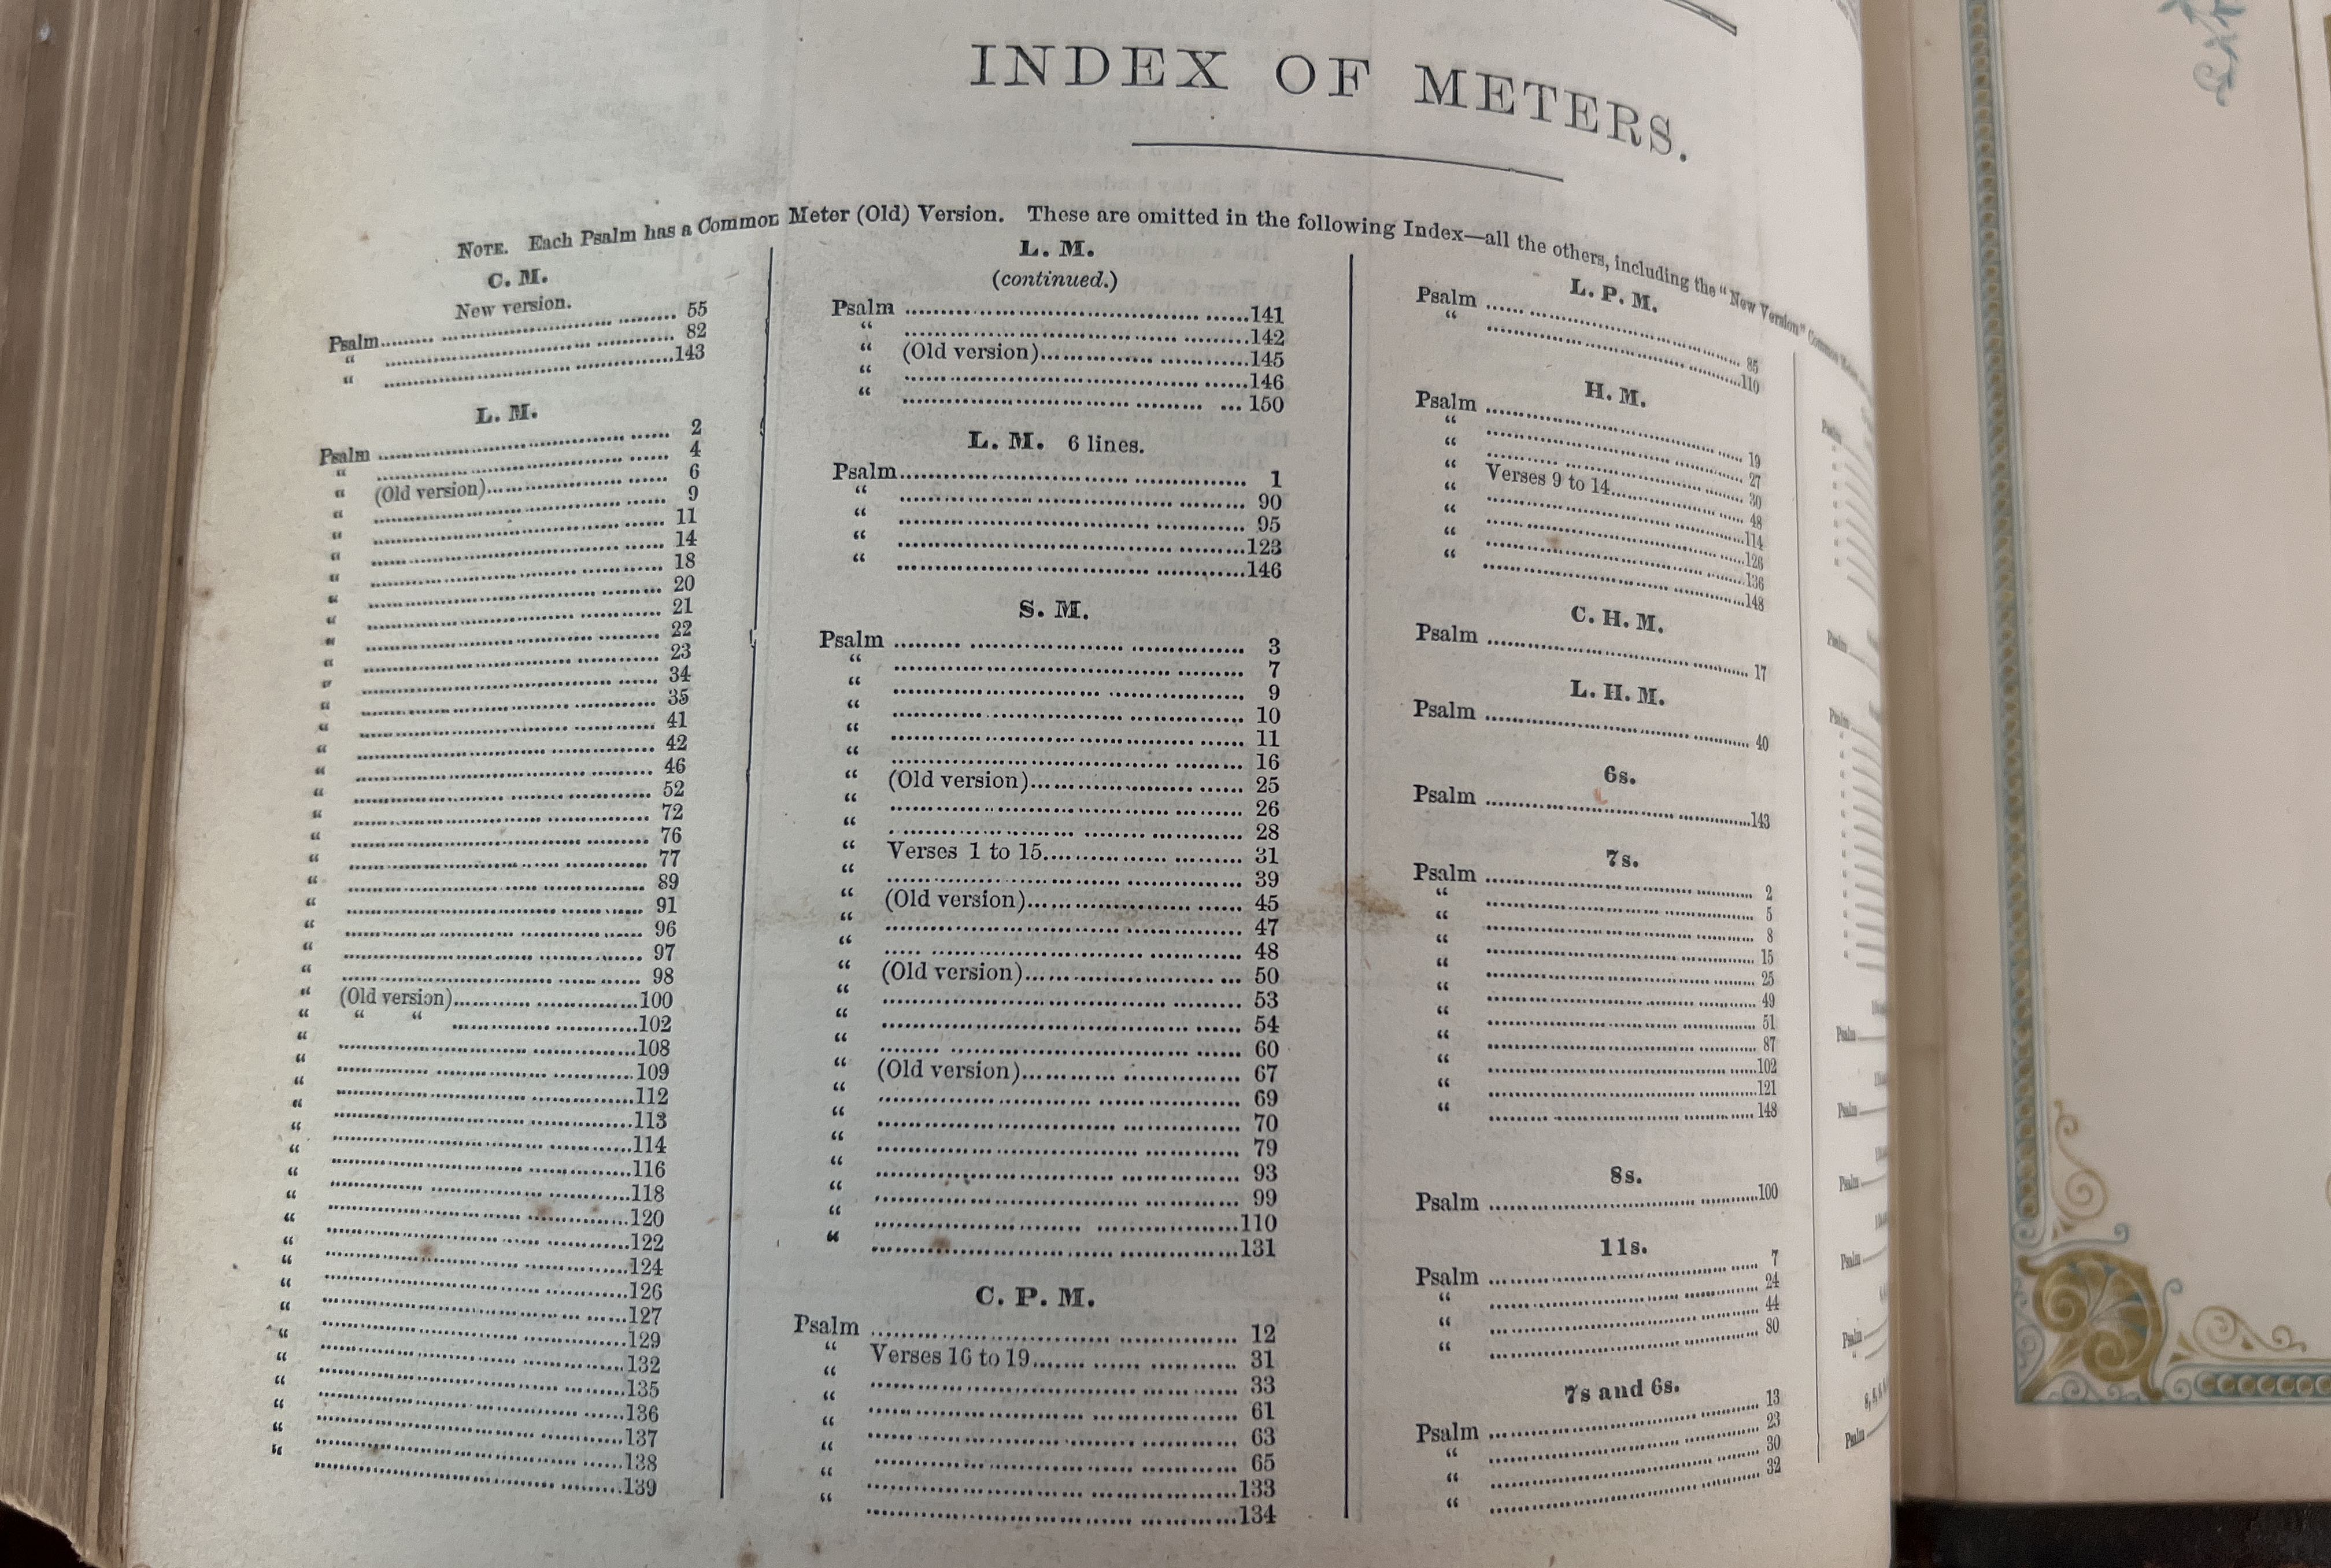 INDEX OF METERS.
NOTE. Each Psalm has a Common Meter (Old) Version. These are omitted in the following Index—all the others, including the "New Version" Common
C. M.
New version.
Psalm......... 55
" ......... 82
" .........143
L. M.
Psalm ......... 2
" ......... 4
" (Old version)......... 6
" ......... 9
" ......... 11
" ......... 14
" ......... 18
" ......... 20
" ......... 21
" ......... 22
" ......... 23
" ......... 34
" ......... 35
" ......... 41
" ......... 42
" ......... 46
" ......... 52
" ......... 72
" ......... 76
" ......... 77
" ......... 89
" ......... 91
" ......... 96
" ......... 97
" ......... 98
" (Old version).........100
" " " .........102
" .........108
" .........109
" .........112
" .........113
" .........114
" .........116
" .........118
" .........120
" .........122
" .........124
" .........126
" .........127
" .........129
" .........132
" .........135
" .........136
" .........137
" .........138
" .........139
L. M.
(continued.)
Psalm .........141
" .........142
" (Old version).........145
" .........146
" ......... 150
L. M. 6 lines.
Psalm......... 1
" ......... 90
" ......... 95
" .........123
" .........146
S. M.
Psalm ......... 3
" ......... 7
" ......... 9
" ......... 10
" ......... 11
" ......... 16
" (Old version)......... 25
" ......... 26
" ......... 28
" Verses 1 to 15......... 31
" ......... 39
" (Old version)......... 45
" ......... 47
" ......... 48
" (Old version)......... 50
" ......... 53
" ......... 54
" ......... 60
" (Old version)......... 67
" ......... 69
" ......... 70
" ......... 79
" ......... 93
" ......... 99
" .........110
" .........131
C. P. M.
Psalm ......... 12
" Verses 16 to 19......... 31
" ......... 33
" ......... 61
" ......... 63
" ......... 65
" .........133
" .........134
L. P. M.
Psalm ......... 85
" .........110
H. M.
Psalm ......... 19
" ......... 27
" ......... 30
" Verses 9 to 14......... 48
" .........114
" .........126
" .........136
" .........148
C. H. M.
Psalm ......... 17
L. H. M.
Psalm ......... 40
6s.
Psalm .........143
7s.
Psalm ......... 2
" ......... 5
" ......... 8
" ......... 15
" ......... 25
" ......... 49
" ......... 51
" ......... 87
" .........102
" .........121
" .........148
8s.
Psalm .........100
11s.
Psalm ......... 7
" ......... 24
" ......... 44
" ......... 80
7s and 6s.
Psalm ......... 13
" ......... 23
" ......... 30
" ......... 32
Psalm
Psalm
Psalm
Psalm
Psalm
Psalm
Psalm
Psalm
Psalm